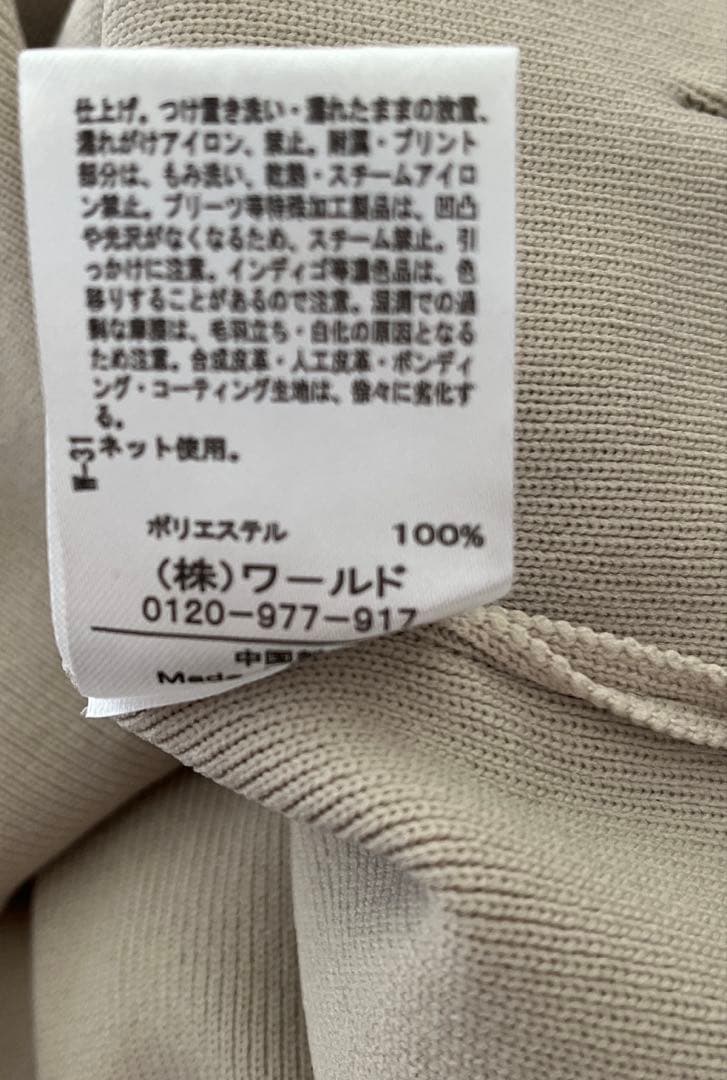 仕上げ。つけ置き洗い・濡れたままの放置、
濡れがけアイロン、禁止。刺繍・プリント
部分は、もみ洗い、乾熱・スチームアイロ
ン禁止。プリーツ等特殊加工製品は、凹凸
や光沢がなくなるため、スチーム禁止。引
っかけに注意。インディゴ等濃色品は、色
移りすることがあるので注意。湿潤での過
剰な摩擦は、毛羽立ち・白化の原因となる
ため注意。合成皮革・人工皮革・ボンディ
ング・コーティング生地は、徐々に劣化す
る。
ネット使用。
ポリエステル 100%
(株)ワールド
0120-977-917
中国
Made